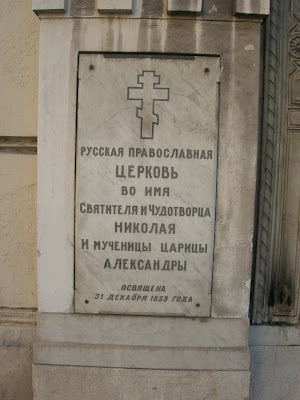 РУССКАЯ ПРАВОСЛАВНАЯ
ЦЕРКОВЬ
ВО ИМЯ
СВЯТИТЕЛЯ И ЧУДОТВОРЦА
НИКОЛАЯ
И МУЧЕНИЦЫ ЦАРИЦЫ
АЛЕКСАНДРЫ
ОСВЯЩЕНА
31 ДЕКАБРЯ 1859 ГОДА